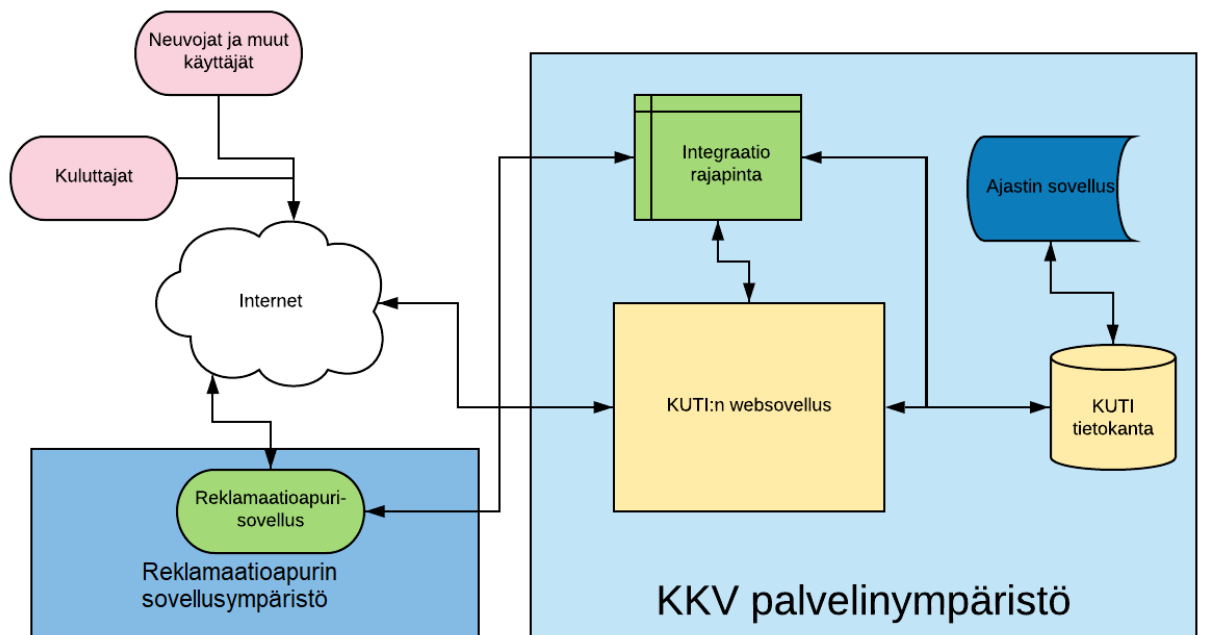 Neuvojat ja muut
käyttäjät
Kuluttajat
Internet
Integraatio
rajapinta
Ajastin sovellus
KUTI:n websovellus
KUTI
tietokanta
Reklamaatioapuri-
sovellus
Reklamaatioapurin
sovellusympäristö
KKV palvelinympäristö